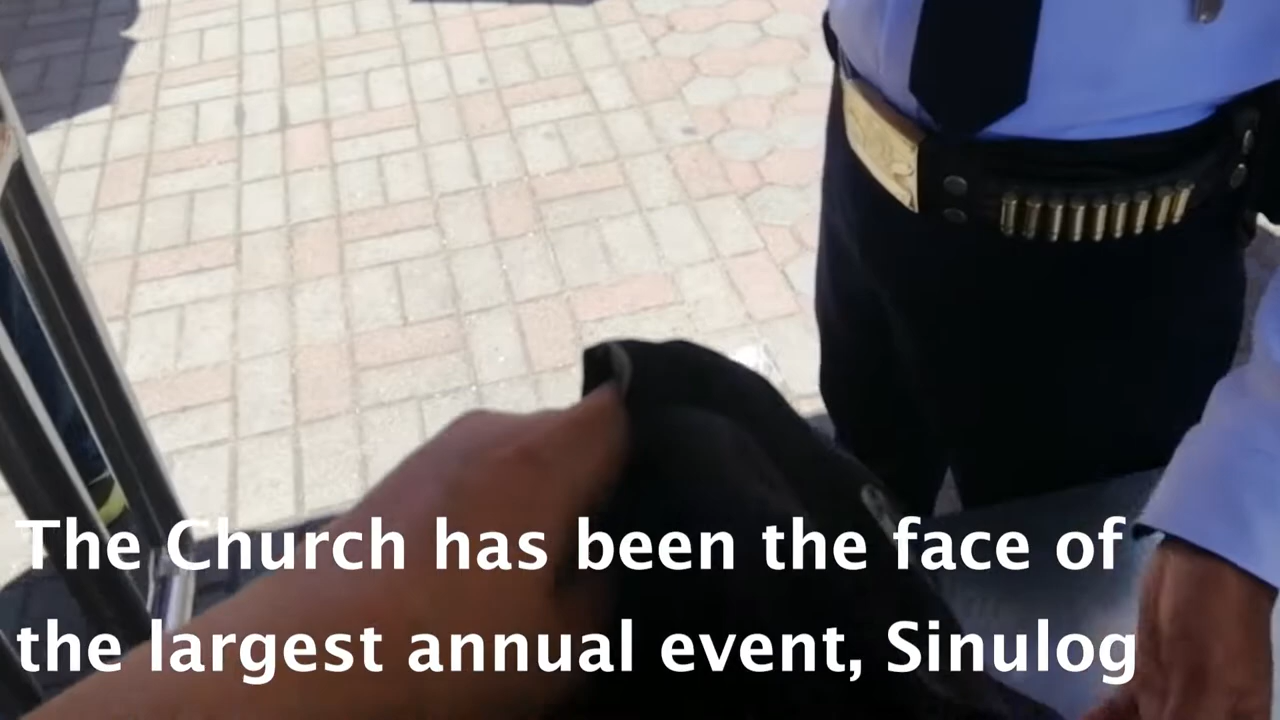 The Church has been the face of
the largest annual event, Sinulog